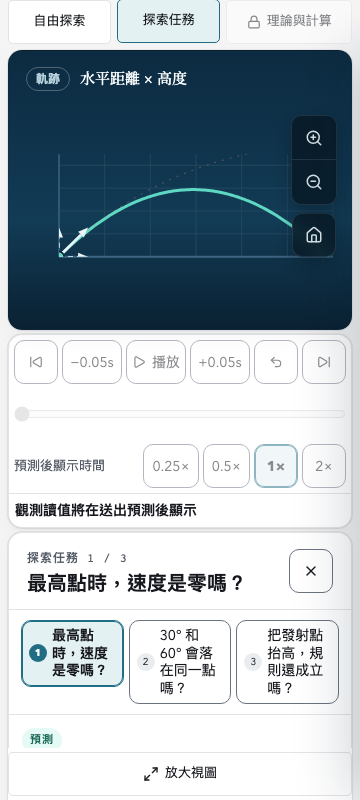 自由探索
探索任務
理論與計算
軌跡 水平距離 × 高度
−0.05s
播放
+0.05s
預測後顯示時間
0.25×
0.5×
1×
2×
觀測讀值將在送出預測後顯示
探索任務 1 / 3
最高點時，速度是零嗎？
1
最高點
時，速度
是零嗎？
2
30° 和
60° 會落
在同一點
嗎？
3
把發射點
抬高，規
則還成立
嗎？
預測
放大視圖